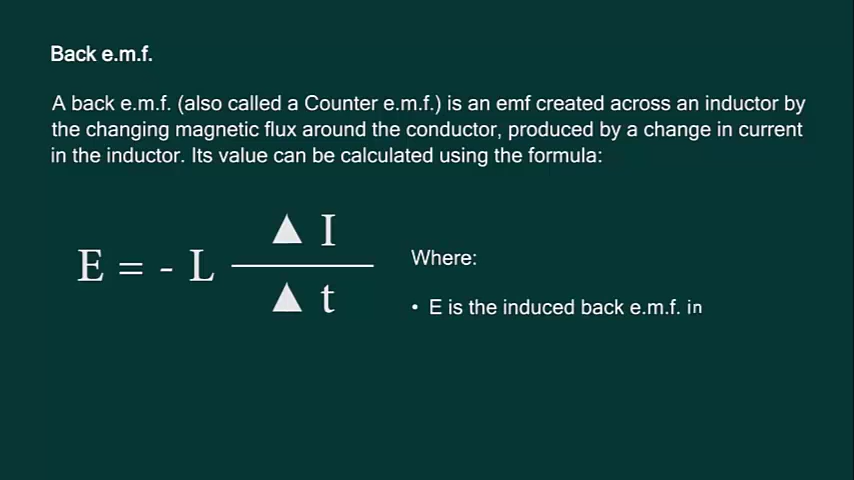 Back e.m.f.
A back e.m.f. (also called a Counter e.m.f.) is an emf created across an inductor by
the changing magnetic flux around the conductor, produced by a change in current
in the inductor. Its value can be calculated using the formula:
E = - L ▲ I / ▲ t
Where:
• E is the induced back e.m.f. in